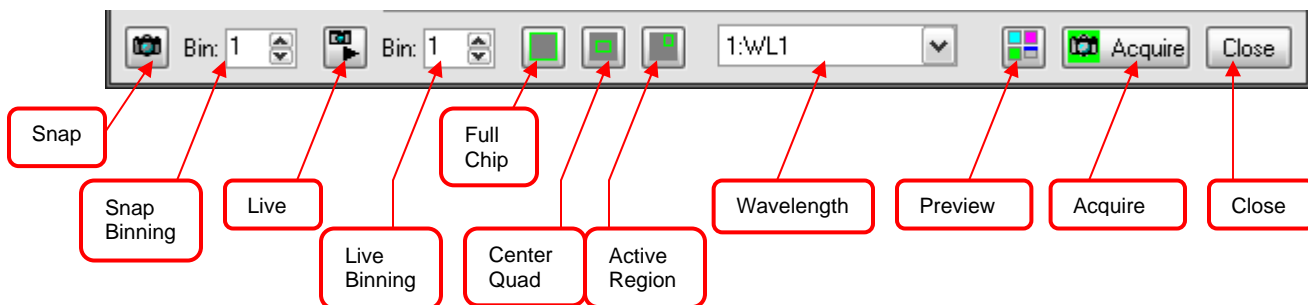 Bin: 1 Bin: 1 1:WL1 Acquire Close
Snap
Full
Chip
Snap
Binning
Live
Live
Binning
Center
Quad
Active
Region
Wavelength
Preview
Acquire
Close